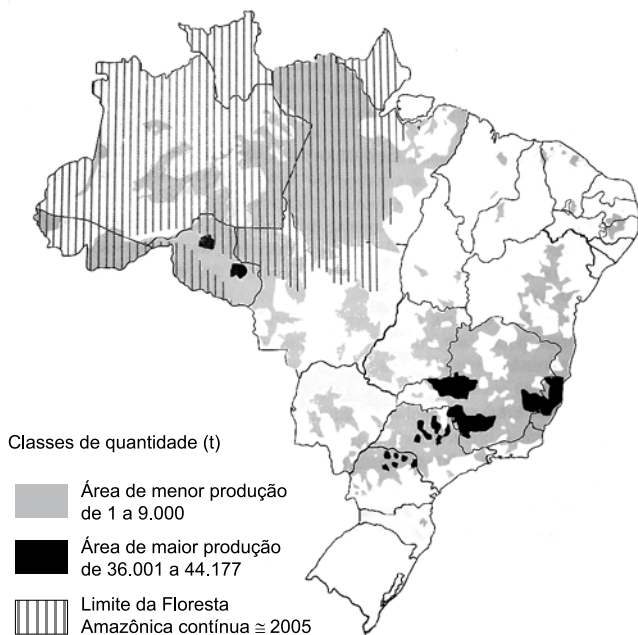 Classes de quantidade (t)
Área de menor produção
de 1 a 9.000
Área de maior produção
de 36.001 a 44.177
Limite da Floresta
Amazônica contínua ≅ 2005